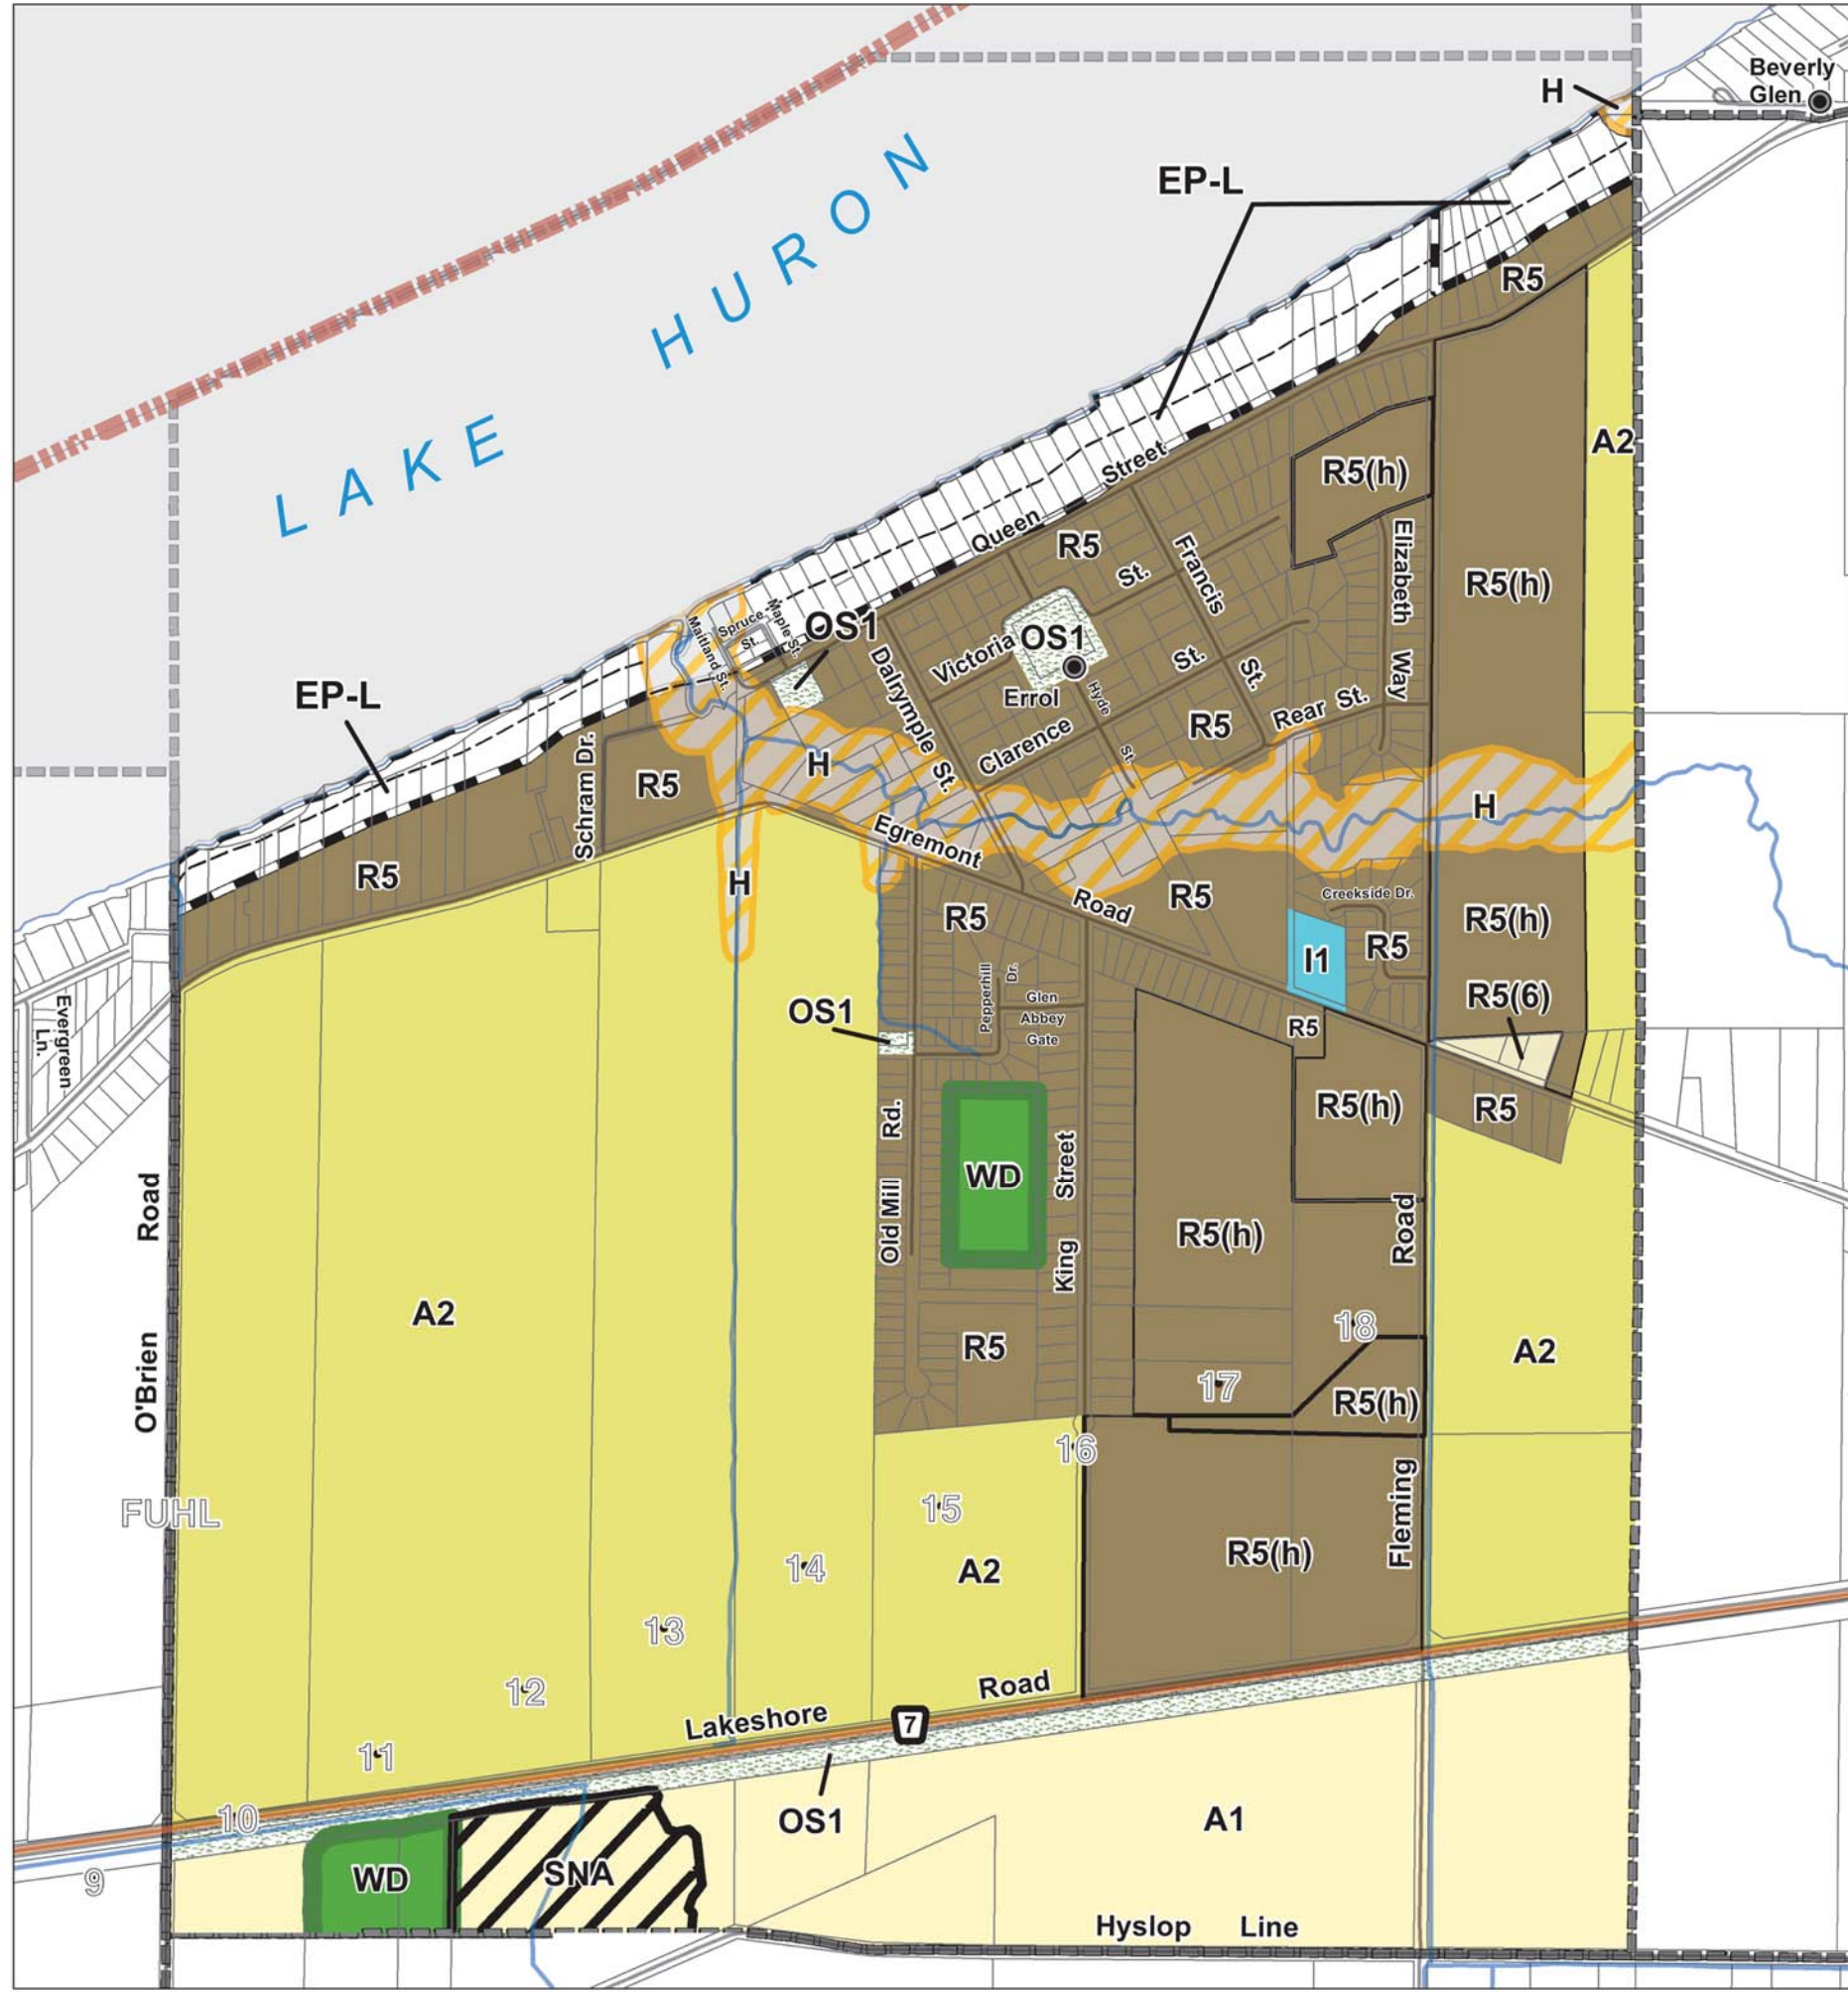 Beverly
Glen
H
EP-L
LAKE HURON
R5
A2
R5(h)
Queen Street
R5
R5(h)
Francis St.
Elizabeth Way
R5(h)
St.
Spruce St.
Maple St.
Maitland St.
OS1
OS1
Victoria
Errol
Hyde St.
Dalrymple St.
Clarence St.
R5
Rear St.
EP-L
Schram Dr.
R5
H
H
R5
H
Egremont Road
R5
R5
Creekside Dr.
R5
I1
R5(h)
R5(6)
Evergreen
Ln.
OS1
Pepperhill Dr.
Glen
Abbey
Gate
R5
R5(h)
R5
Old Mill Rd.
WD
King Street
R5(h)
O'Brien Road
A2
R5
18
17
R5(h)
A2
16
FUHL
15
14
A2
R5(h)
Fleming Road
13
12
Lakeshore Road
7
11
10
OS1
A1
9
WD
SNA
Hyslop Line